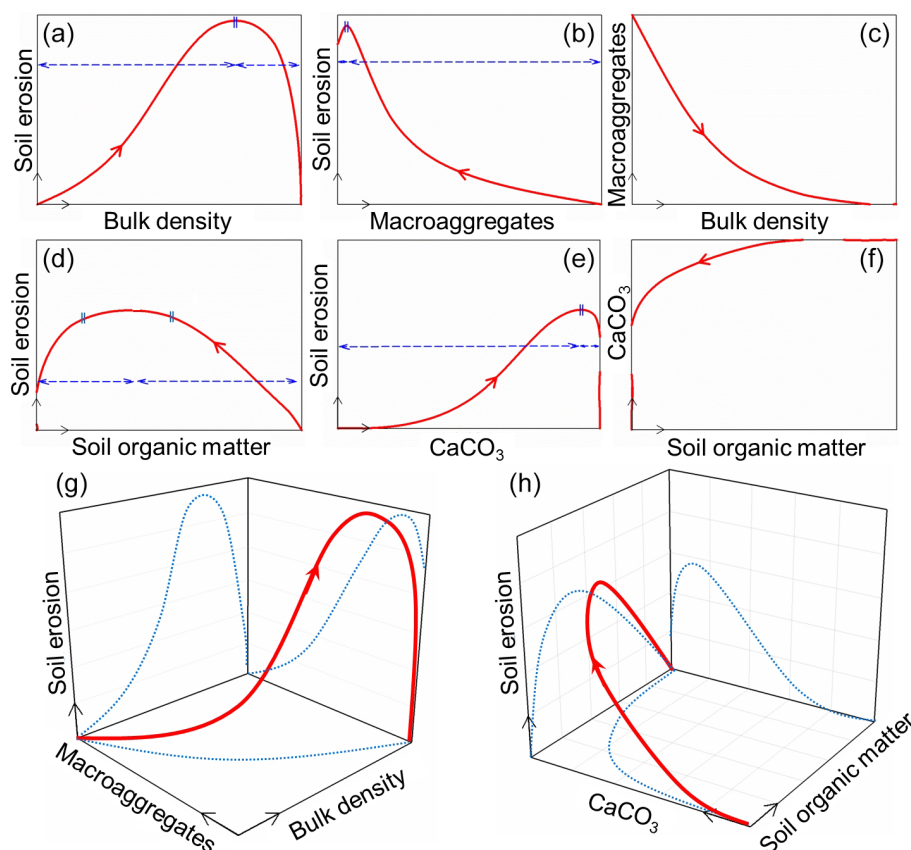 (a)
Soil erosion
Bulk density
(b)
Soil erosion
Macroaggregates
(c)
Macroaggregates
Bulk density
(d)
Soil erosion
Soil organic matter
(e)
Soil erosion
CaCO₃
(f)
CaCO₃
Soil organic matter
(g)
Soil erosion
Macroaggregates
Bulk density
(h)
Soil erosion
CaCO₃
Soil organic matter